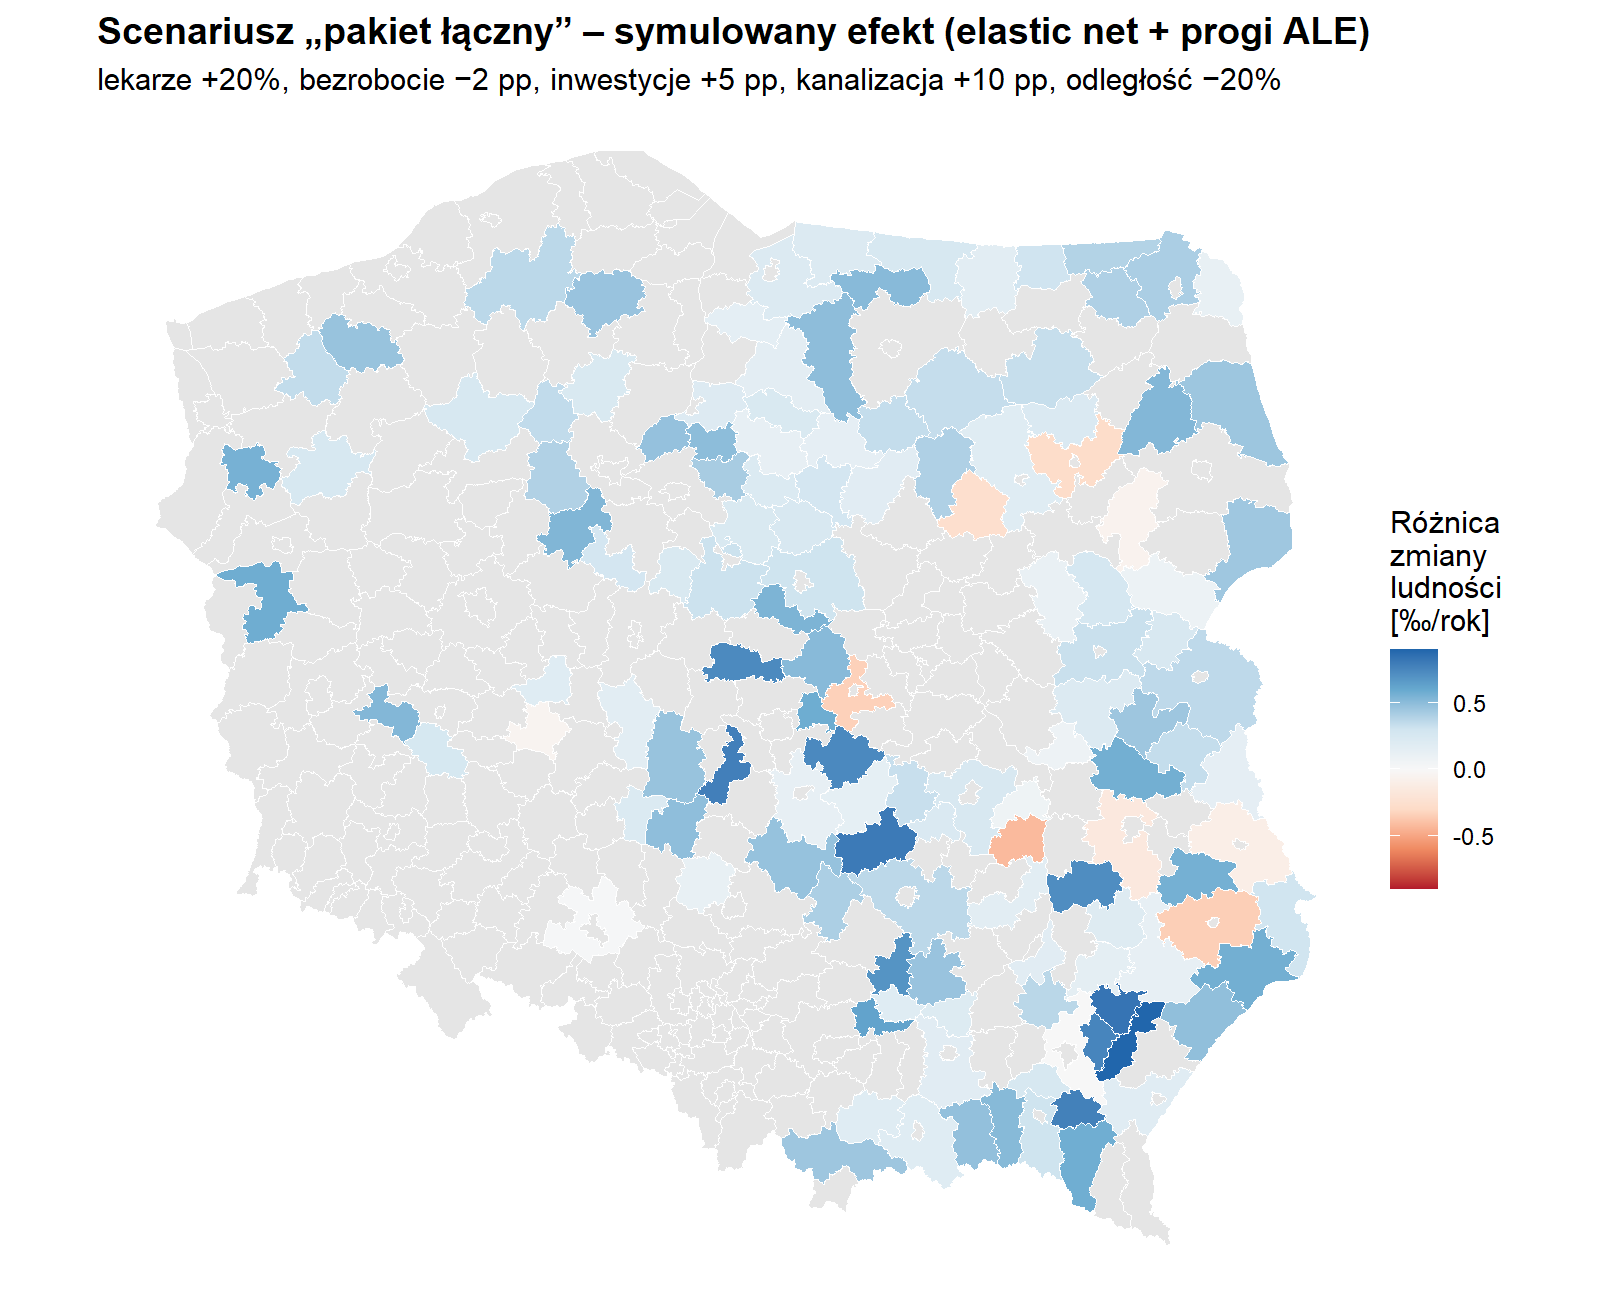 Scenariusz „pakiet łączny” – symulowany efekt (elastic net + progi ALE)
lekarze +20%, bezrobocie −2 pp, inwestycje +5 pp, kanalizacja +10 pp, odległość −20%
Różnica
zmiany
ludności
[‰/rok]
0.5
0.0
-0.5